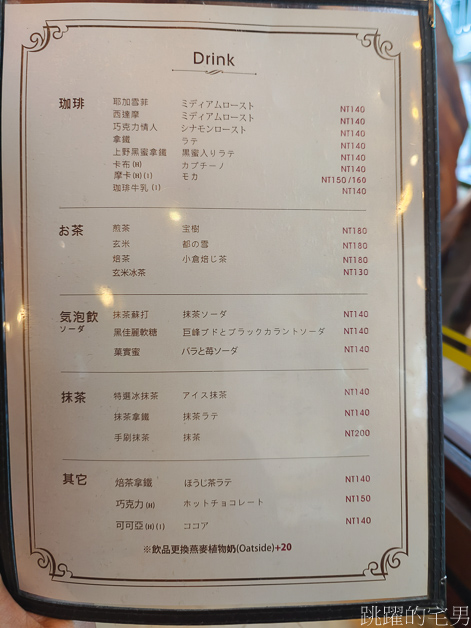 Drink
珈琲 耶加雪菲 ミディアムロースト NT140
西達摩 ミディアムロースト NT140
巧克力情人 シナモンロースト NT140
拿鐵 ラテ NT140
上野黑蜜拿鐵 黒蜜入りラテ NT140
卡布(H) カプチーノ NT140
摩卡(H)(I) モカ NT150/160
珈琲牛乳(I) NT140
お茶 煎茶 宝樹 NT180
玄米 都の雪 NT180
焙茶 小倉焙じ茶 NT180
玄米冰茶 NT130
気泡飲 抹茶蘇打 抹茶ソーダ NT140
ソーダ 黑佳麗軟糖 巨峰ブドとブラックカラントソーダ NT140
菓實蜜 バラと苺ソーダ NT140
抹茶 特選冰抹茶 アイス抹茶 NT140
抹茶拿鐵 抹茶ラテ NT140
手刷抹茶 抹茶 NT200
其它 焙茶拿鐵 ほうじ茶ラテ NT140
巧克力(H) ホットチョコレート NT150
可可亞(H)(I) ココア NT140
※飲品更換燕麥植物奶(Oatside)+20
跳躍的宅男